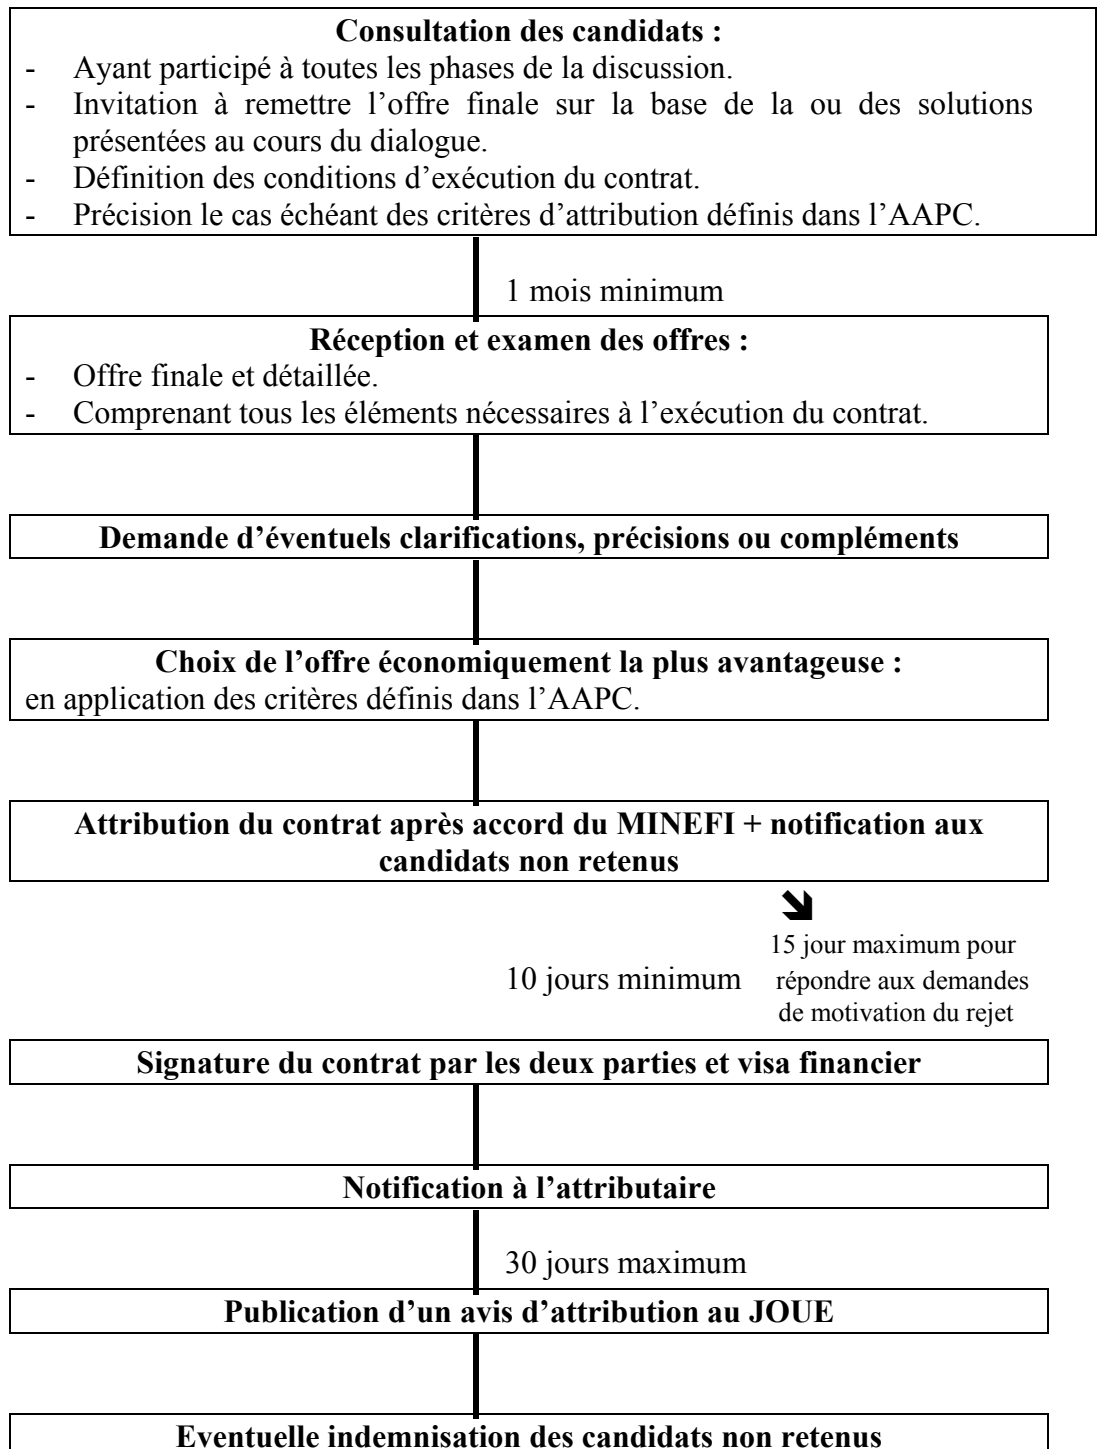 Consultation des candidats :
- Ayant participé à toutes les phases de la discussion.
- Invitation à remettre l’offre finale sur la base de la ou des solutions
présentées au cours du dialogue.
- Définition des conditions d’exécution du contrat.
- Précision le cas échéant des critères d’attribution définis dans l’AAPC.
1 mois minimum
Réception et examen des offres :
- Offre finale et détaillée.
- Comprenant tous les éléments nécessaires à l’exécution du contrat.
Demande d’éventuels clarifications, précisions ou compléments
Choix de l’offre économiquement la plus avantageuse :
en application des critères définis dans l’AAPC.
Attribution du contrat après accord du MINEFI + notification aux
candidats non retenus
15 jour maximum pour
10 jours minimum répondre aux demandes
de motivation du rejet
Signature du contrat par les deux parties et visa financier
Notification à l’attributaire
30 jours maximum
Publication d’un avis d’attribution au JOUE
Eventuelle indemnisation des candidats non retenus